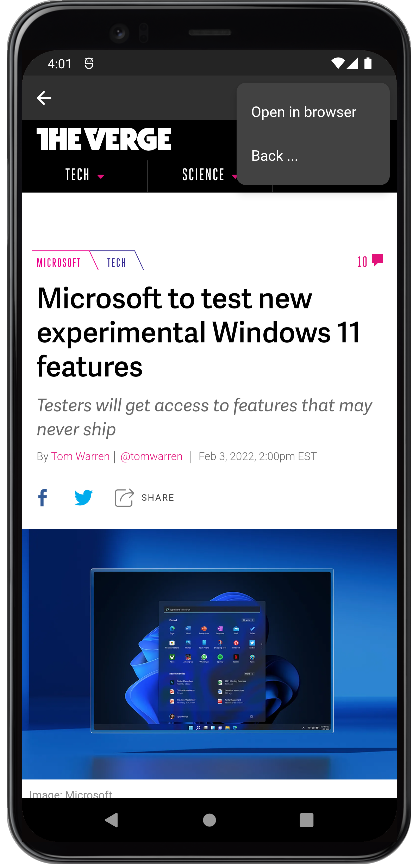 4:01
Open in browser
Back ...
THE VERGE
TECH
SCIENCE
MICROSOFT
TECH
10
Microsoft to test new
experimental Windows 11
features
Testers will get access to features that may
never ship
By Tom Warren | @tomwarren | Feb 3, 2022, 2:00pm EST
SHARE
Image: Microsoft